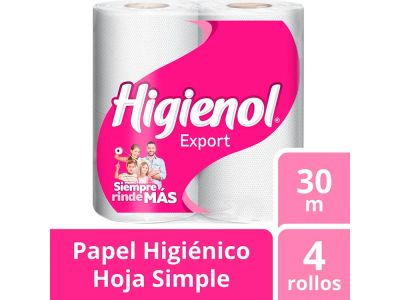 Higienol®
Export
Siempre
rinde MÁS
30
m
Papel Higiénico
Hoja Simple
4
rollos